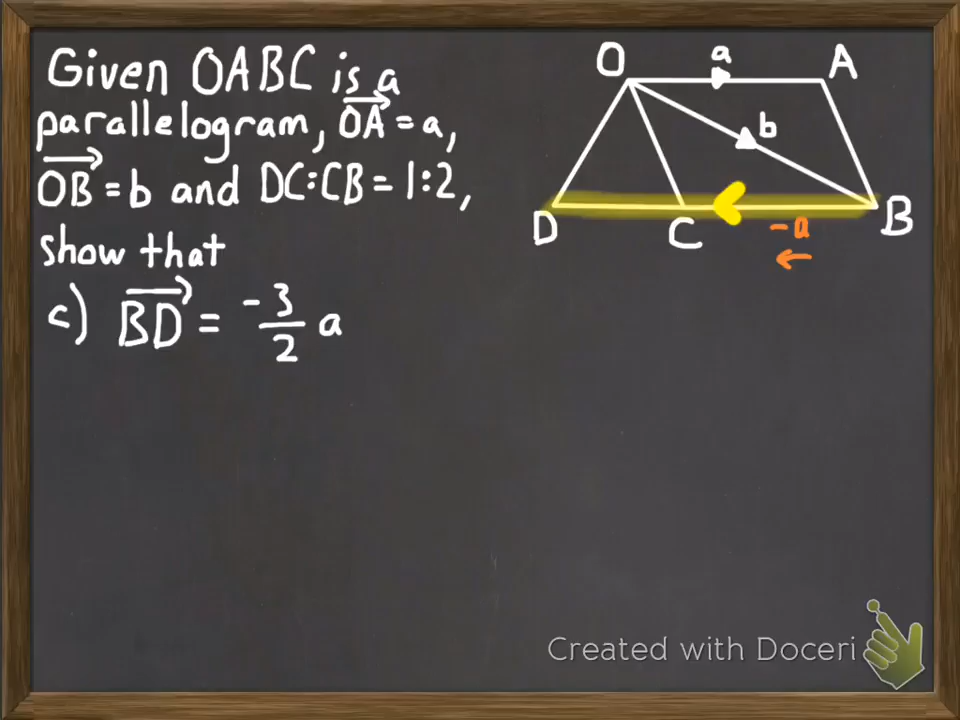 Given OABC is a
parallelogram, OA = a,
OB = b and DC:CB = 1:2,
show that
c) BD = -3/2 a
O a A
b
D C B
-a
Created with Doceri